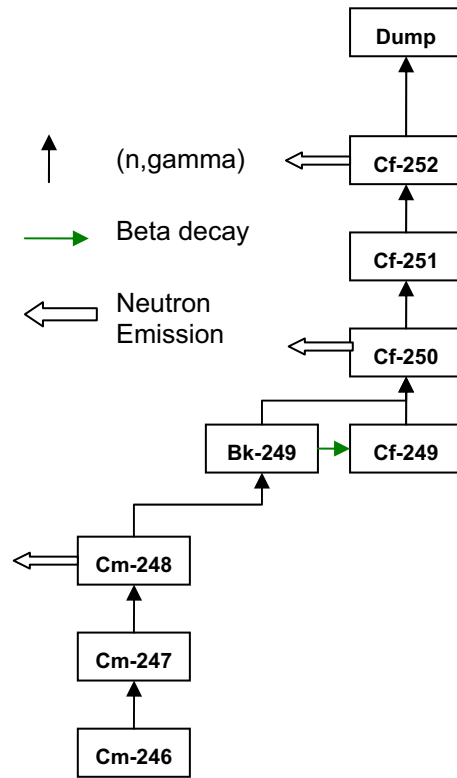 Dump
(n,gamma)
Cf-252
Beta decay
Cf-251
Neutron
Emission
Cf-250
Bk-249
Cf-249
Cm-248
Cm-247
Cm-246